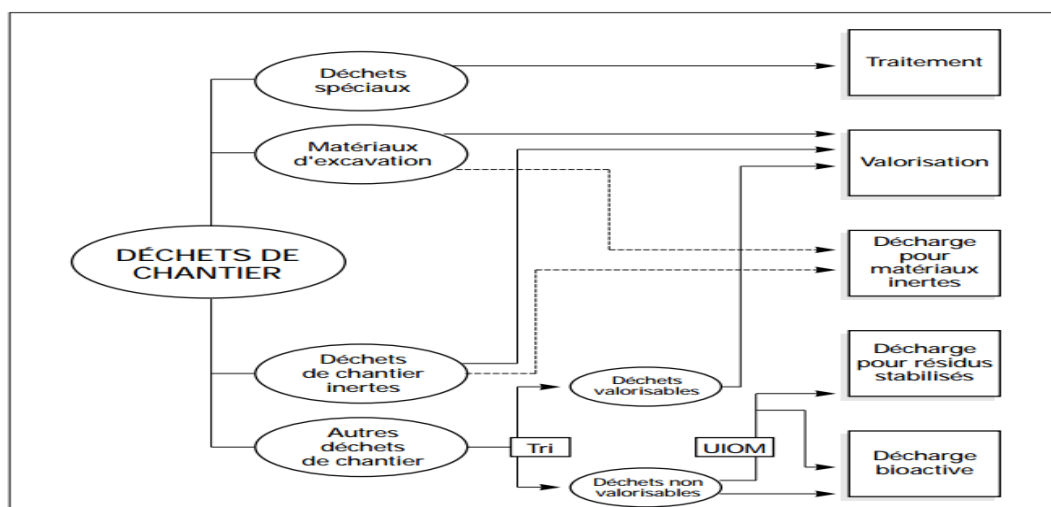 Déchets
spéciaux
Traitement
Matériaux
d'excavation
Valorisation
DÉCHETS DE
CHANTIER
Décharge
pour
matériaux
inertes
Déchets
de chantier
inertes
Déchets
valorisables
Décharge
pour résidus
stabilisés
Autres
déchets
de chantier
Tri
UIOM
Déchets non
valorisables
Décharge
bioactive